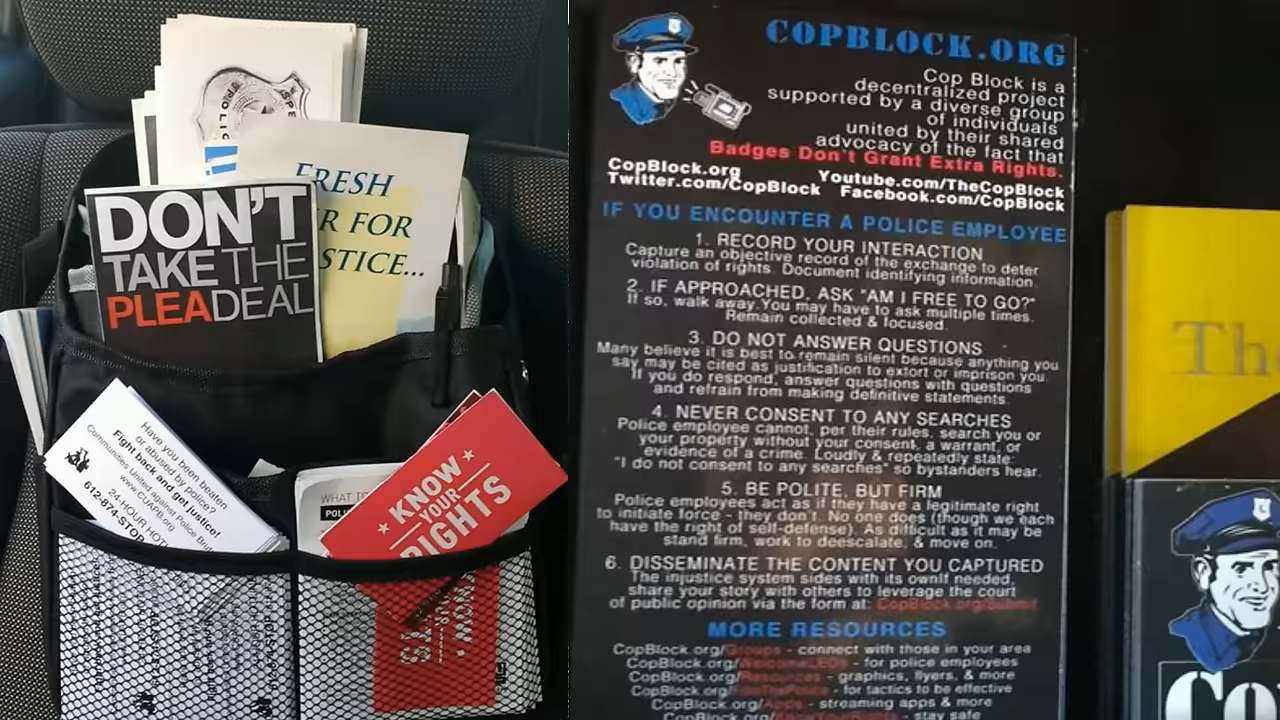 POLIC
SPE
FRESH
R FOR
STICE...
DON'T
TAKE THE
PLEA DEAL
Have you been beaten
or abused by police?
Fight back and get justice!
Communities United against Police Brut
www.CUAPB.org
24-HOUR HOT
612-874-STOP
WHAT TO
KNOW
YOUR
RIGHTS
COPBLOCK.ORG
Cop Block is a
decentralized project
supported by a diverse group
of individuals
united by their shared
advocacy of the fact that
Badges Don't Grant Extra Rights.
CopBlock.org Youtube.com/TheCopBlock
Twitter.com/CopBlock Facebook.com/CopBlock
IF YOU ENCOUNTER A POLICE EMPLOYEE
1. RECORD YOUR INTERACTION
Capture an objective record of the exchange to deter
violation of rights. Document identifying information.
2. IF APPROACHED, ASK "AM I FREE TO GO?"
If so, walk away. You may have to ask multiple times.
Remain collected & focused.
3. DO NOT ANSWER QUESTIONS
Many believe it is best to remain silent because anything you
say may be cited as justification to extort or imprison you.
If you do respond, answer questions with questions
and refrain from making definitive statements.
4. NEVER CONSENT TO ANY SEARCHES
Police employee cannot, per their rules, search you or
your property without your consent, a warrant, or
evidence of a crime. Loudly & repeatedly state:
"I do not consent to any searches" so bystanders hear.
5. BE POLITE, BUT FIRM
Police employees act as if they have a legitimate right
to initiate force - they don't. No one does (though we each
have the right of self-defense). As difficult as it may be
stand firm, work to deescalate, & move on.
6. DISSEMINATE THE CONTENT YOU CAPTURED
The injustice system sides with its ownIf needed,
share your story with others to leverage the court
of public opinion via the form at: CopBlock.org/Submit
MORE RESOURCES
CopBlock.org/Groups - connect with those in your area
CopBlock.org/WelcomeLEOs - for police employees
CopBlock.org/Resources - graphics, flyers, & more
CopBlock.org/FilmThePolice - for tactics to be effective
CopBlock.org/Apps - streaming apps & more
CopBlock.org/KnowYourRights - stay safe
Th
Co